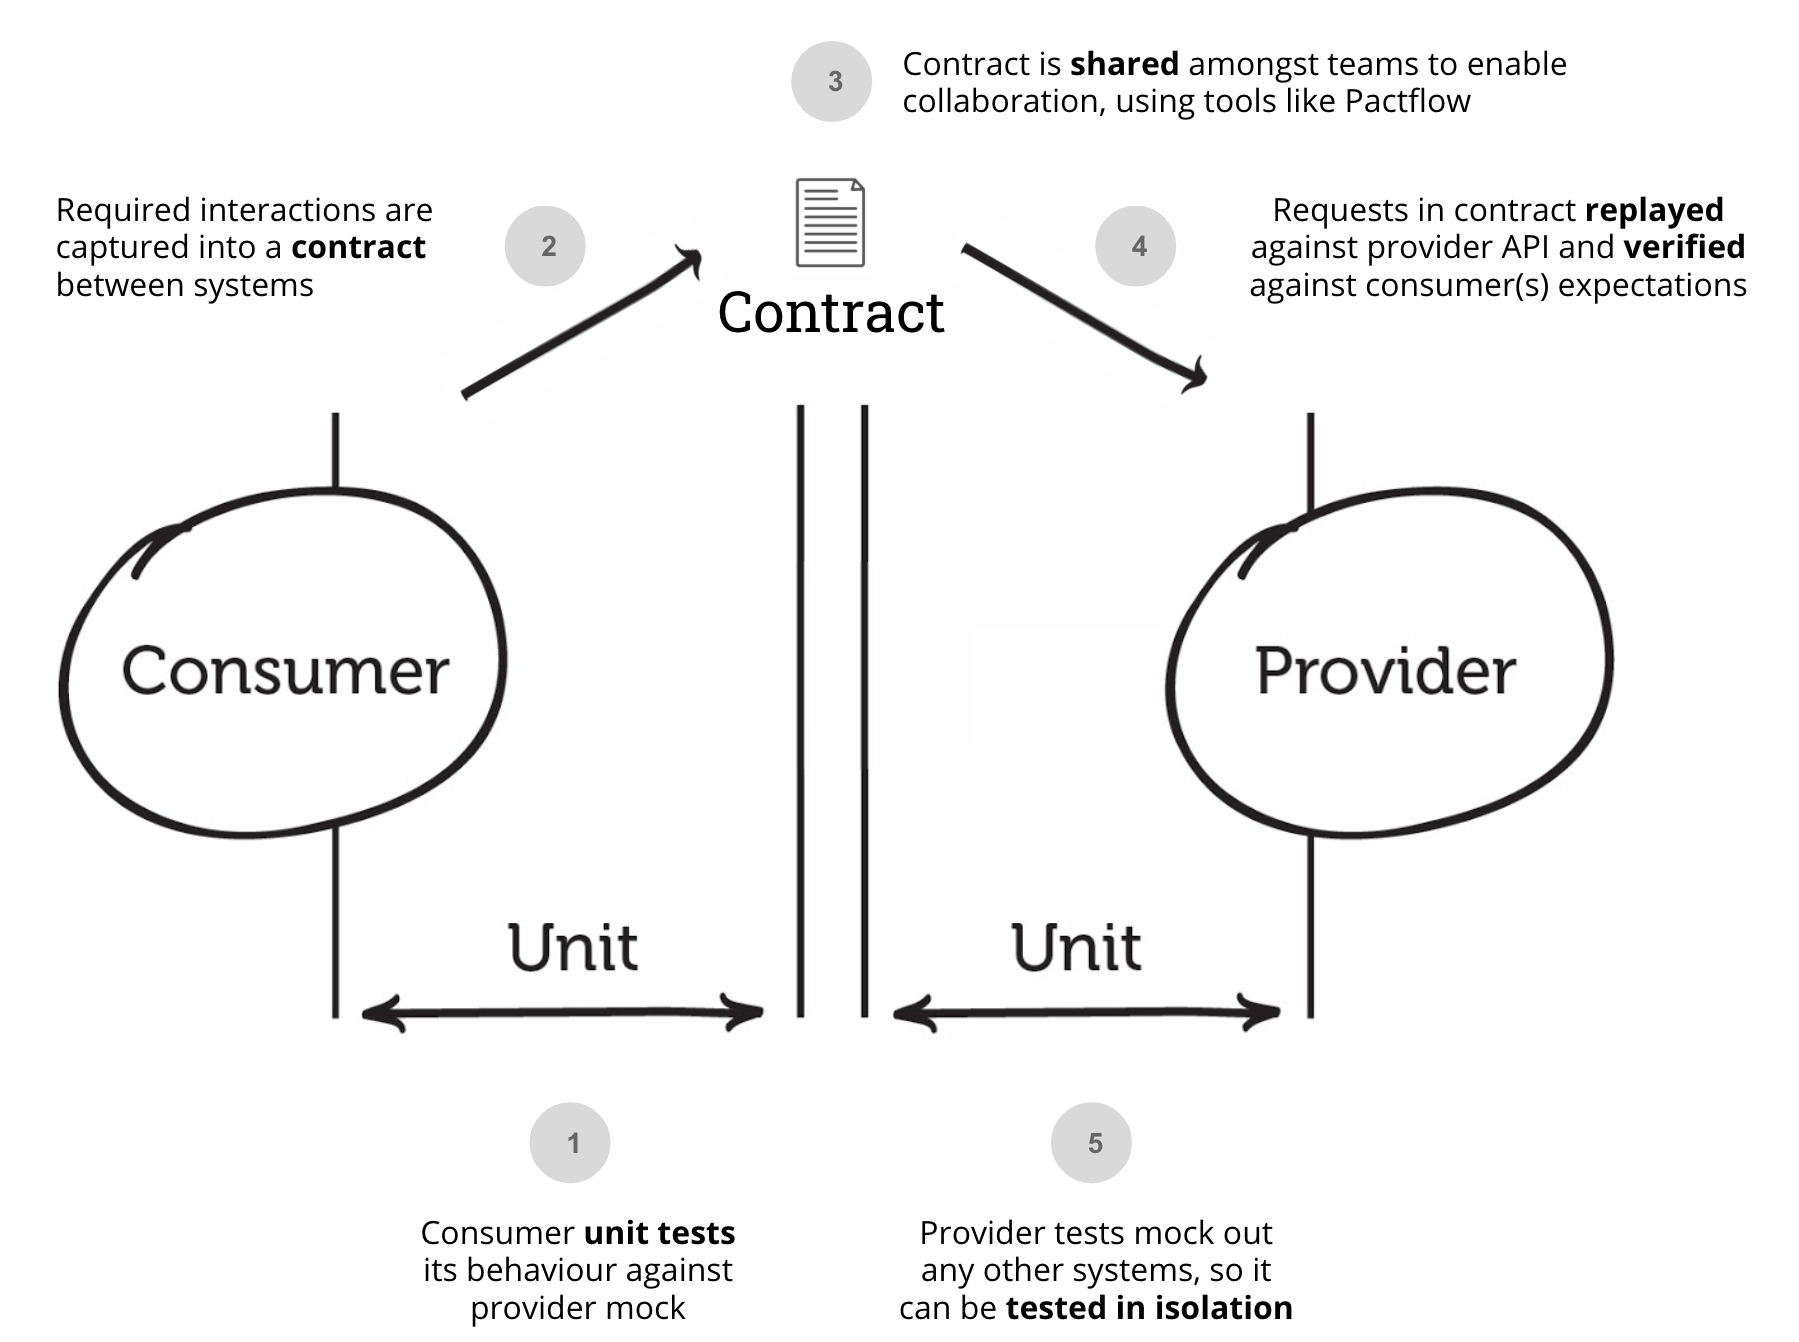 3
Contract is shared amongst teams to enable
collaboration, using tools like Pactflow
Required interactions are
captured into a contract
between systems
2
4
Requests in contract replayed
against provider API and verified
against consumer(s) expectations
Contract
Consumer
Provider
Unit
Unit
1
5
Consumer unit tests
its behaviour against
provider mock
Provider tests mock out
any other systems, so it
can be tested in isolation